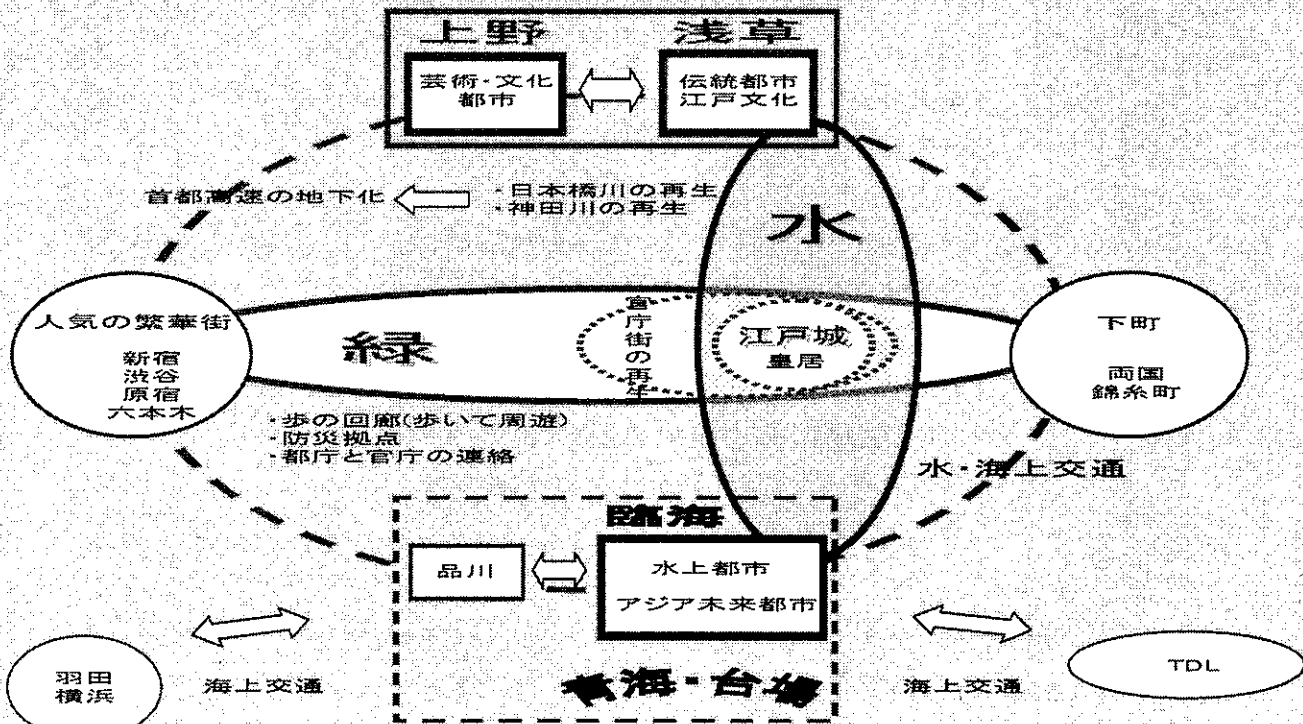 上野
浅草
芸術・文化
都市
伝統都市
江戸文化
首都高速の地下化
・日本橋川の再生
・神田川の再生
水
人気の繁華街
新宿
渋谷
原宿
六本木
緑
官庁街の再生
江戸城
皇居
下町
両国
錦糸町
・歩の回廊(歩いて周遊)
・防災拠点
・都庁と官庁の連絡
水・海上交通
臨海
品川
水上都市
アジア未来都市
青海・台場
羽田
横浜
海上交通
海上交通
TDL